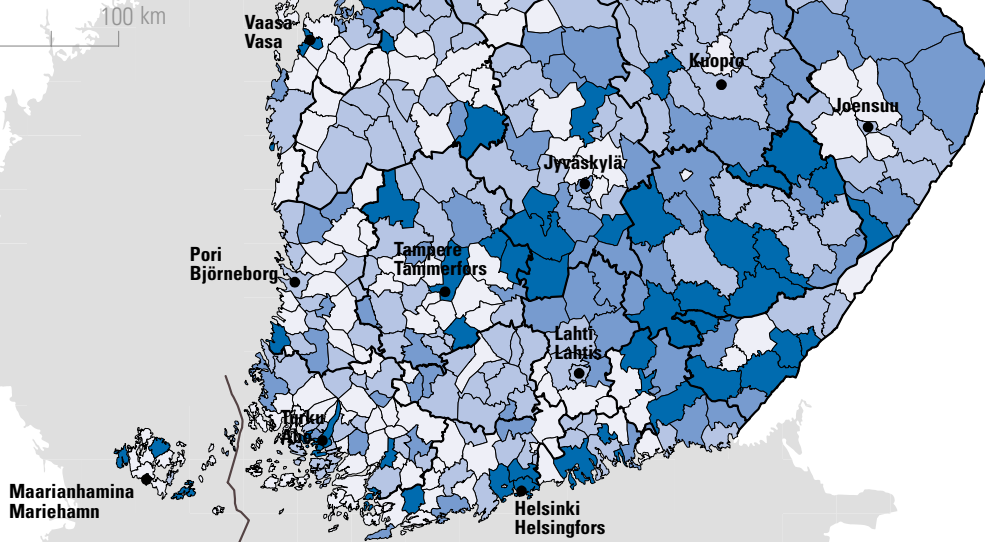 100 km
Vaasa
Vasa
Kuopio
Joensuu
Jyväskylä
Pori
Björneborg
Tampere
Tammerfors
Lahti
Lahtis
Turku
Åbo
Maarianhamina
Mariehamn
Helsinki
Helsingfors